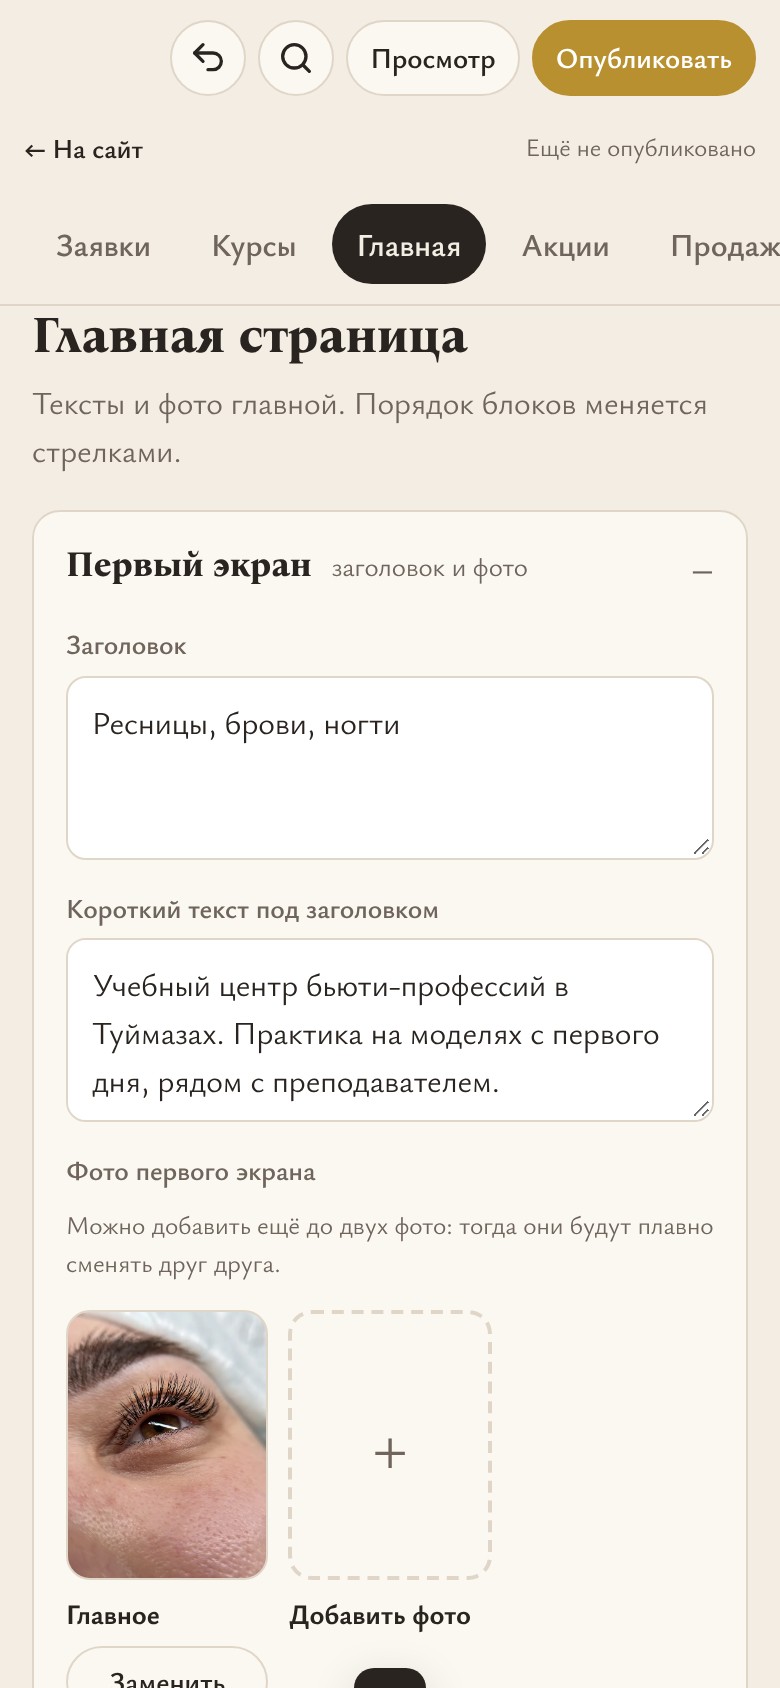 Просмотр
Опубликовать
← На сайт
Ещё не опубликовано
Заявки
Курсы
Главная
Акции
Продаж
Главная страница
Тексты и фото главной. Порядок блоков меняется
стрелками.
Первый экран заголовок и фото
Заголовок
Ресницы, брови, ногти
Короткий текст под заголовком
Учебный центр бьюти-профессий в
Туймазах. Практика на моделях с первого
дня, рядом с преподавателем.
Фото первого экрана
Можно добавить ещё до двух фото: тогда они будут плавно
сменять друг друга.
Главное
Добавить фото
Заменить